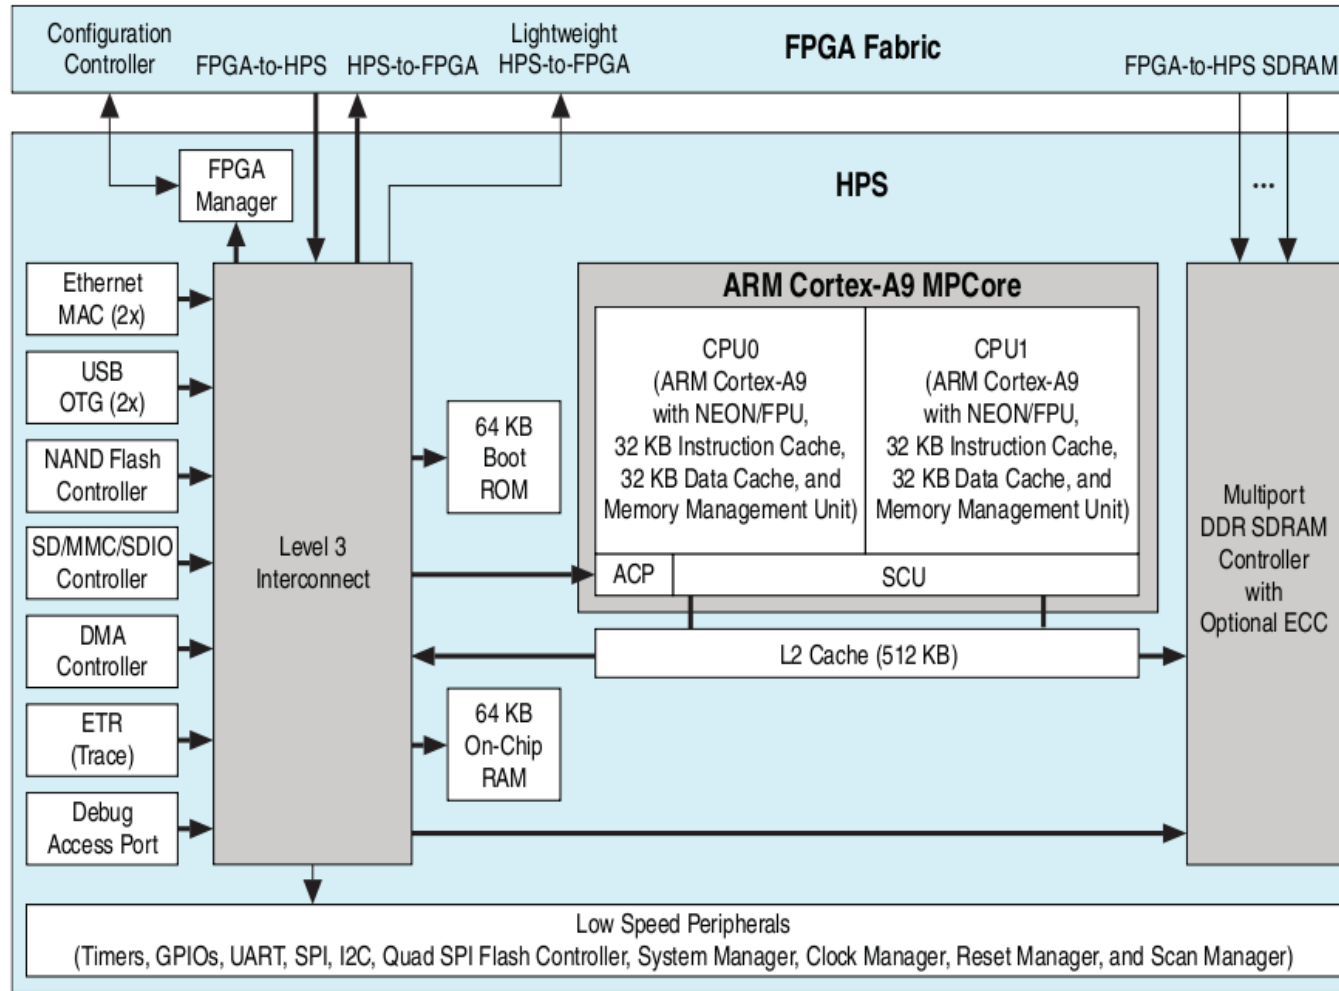 Configuration
Controller
FPGA-to-HPS
HPS-to-FPGA
Lightweight
HPS-to-FPGA
FPGA Fabric
FPGA-to-HPS SDRAM
FPGA
Manager
HPS
...
Ethernet
MAC (2x)
USB
OTG (2x)
NAND Flash
Controller
SD/MMC/SDIO
Controller
DMA
Controller
ETR
(Trace)
Debug
Access Port
Level 3
Interconnect
64 KB
Boot
ROM
64 KB
On-Chip
RAM
ARM Cortex-A9 MPCore
CPU0
(ARM Cortex-A9
with NEON/FPU,
32 KB Instruction Cache,
32 KB Data Cache, and
Memory Management Unit)
CPU1
(ARM Cortex-A9
with NEON/FPU,
32 KB Instruction Cache,
32 KB Data Cache, and
Memory Management Unit)
ACP
SCU
L2 Cache (512 KB)
Multiport
DDR SDRAM
Controller
with
Optional ECC
Low Speed Peripherals
(Timers, GPIOs, UART, SPI, I2C, Quad SPI Flash Controller, System Manager, Clock Manager, Reset Manager, and Scan Manager)